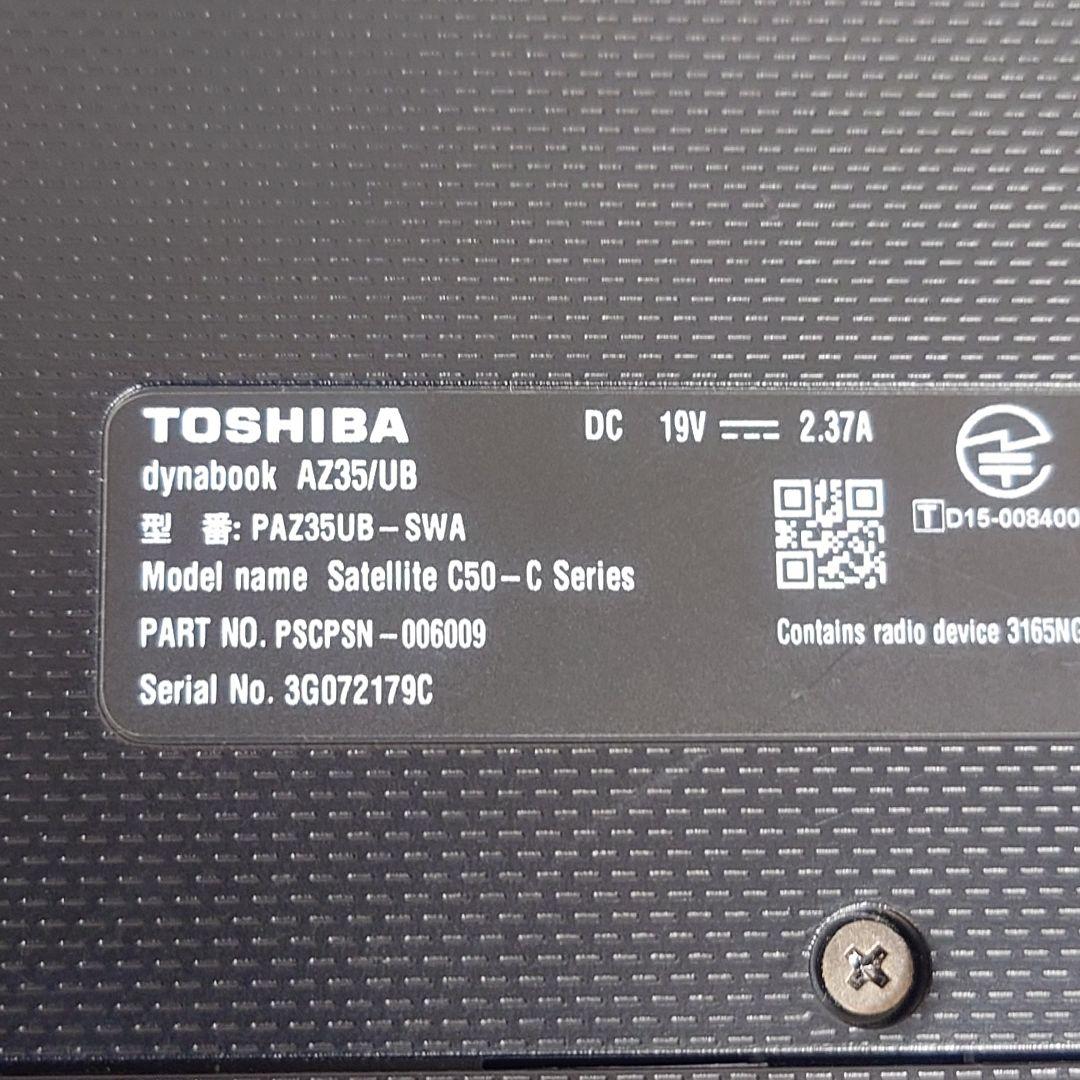 TOSHIBA
DC 19V ⎓ 2.37A
dynabook AZ35/UB
型 番: PAZ35UB-SWA
T D15-008400
Model name Satellite C50-C Series
PART NO. PSCPSN-006009
Contains radio device 3165NG
Serial No. 3G072179C